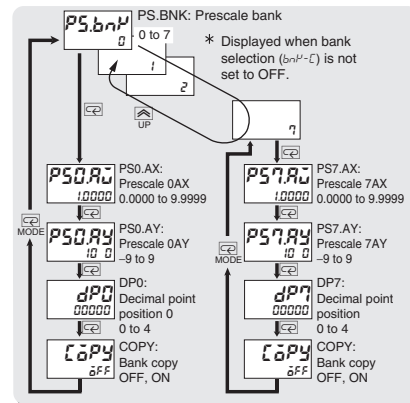 PS.BNK: Prescale bank
PS.bnK
0
0 to 7
1
2
* Displayed when bank
selection (bnK-C) is not
set to OFF.
UP
7
PS0.AX
1.0000
PS0.AX:
Prescale 0AX
0.0000 to 9.9999
MODE
PS0.AY
10 0
PS0.AY:
Prescale 0AY
–9 to 9
dP0
00000
DP0:
Decimal point
position 0
0 to 4
CoPY
oFF
COPY:
Bank copy
OFF, ON
PS7.AX
1.0000
PS7.AX:
Prescale 7AX
0.0000 to 9.9999
MODE
PS7.AY
10 0
PS7.AY:
Prescale 7AY
–9 to 9
dP7
00000
DP7:
Decimal point
position
0 to 4
CoPY
oFF
COPY:
Bank copy
OFF, ON